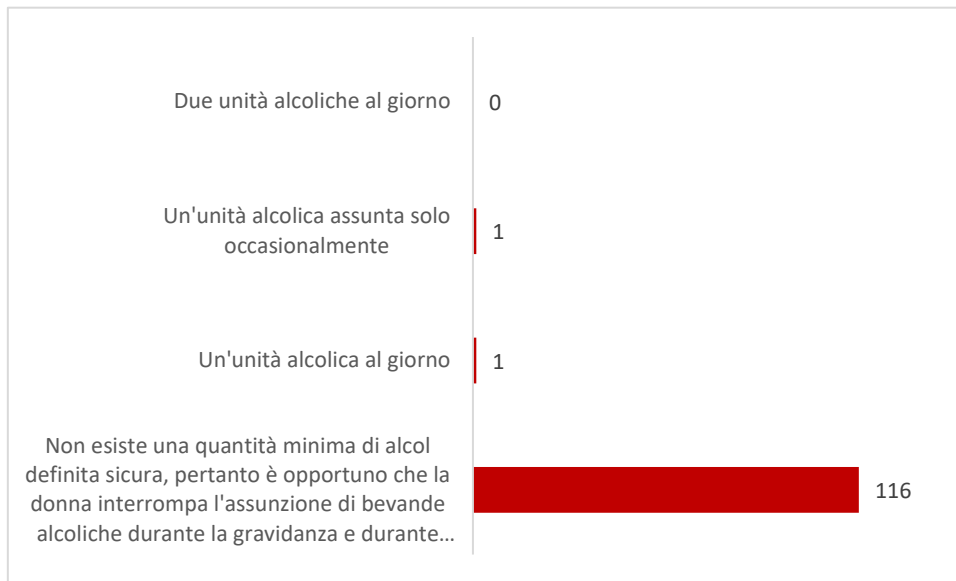 Due unità alcoliche al giorno
0
Un'unità alcolica assunta solo
occasionalmente
1
Un'unità alcolica al giorno
1
Non esiste una quantità minima di alcol
definita sicura, pertanto è opportuno che la
donna interrompa l'assunzione di bevande
alcoliche durante la gravidanza e durante…
116